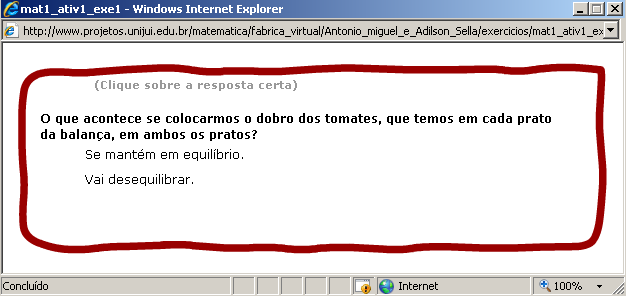 mat1_ativ1_exe1 - Windows Internet Explorer
http://www.projetos.unijui.edu.br/matematica/fabrica_virtual/Antonio_miguel_e_Adilson_Sella/exercicios/mat1_ativ1_ex
(Clique sobre a resposta certa)
O que acontece se colocarmos o dobro dos tomates, que temos em cada prato
da balança, em ambos os pratos?
Se mantém em equilíbrio.
Vai desequilibrar.
Concluído
Internet
100%